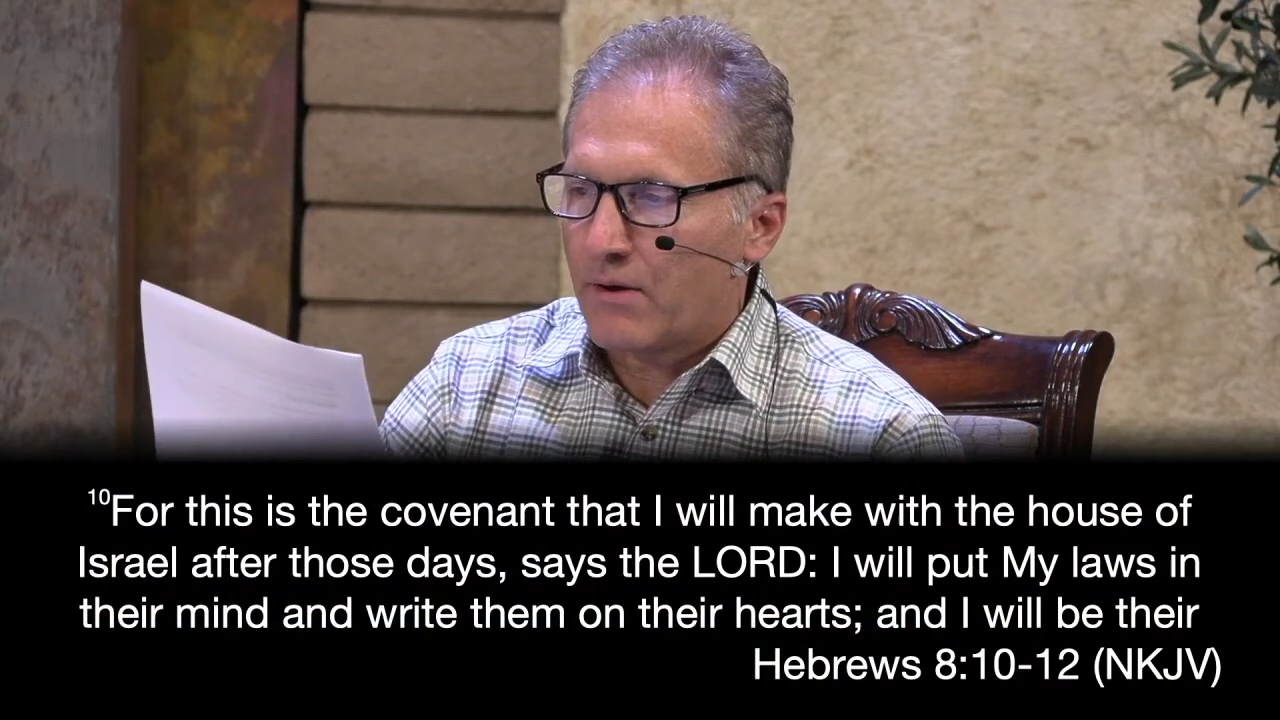 ¹⁰For this is the covenant that I will make with the house of
Israel after those days, says the LORD: I will put My laws in
their mind and write them on their hearts; and I will be their
Hebrews 8:10-12 (NKJV)